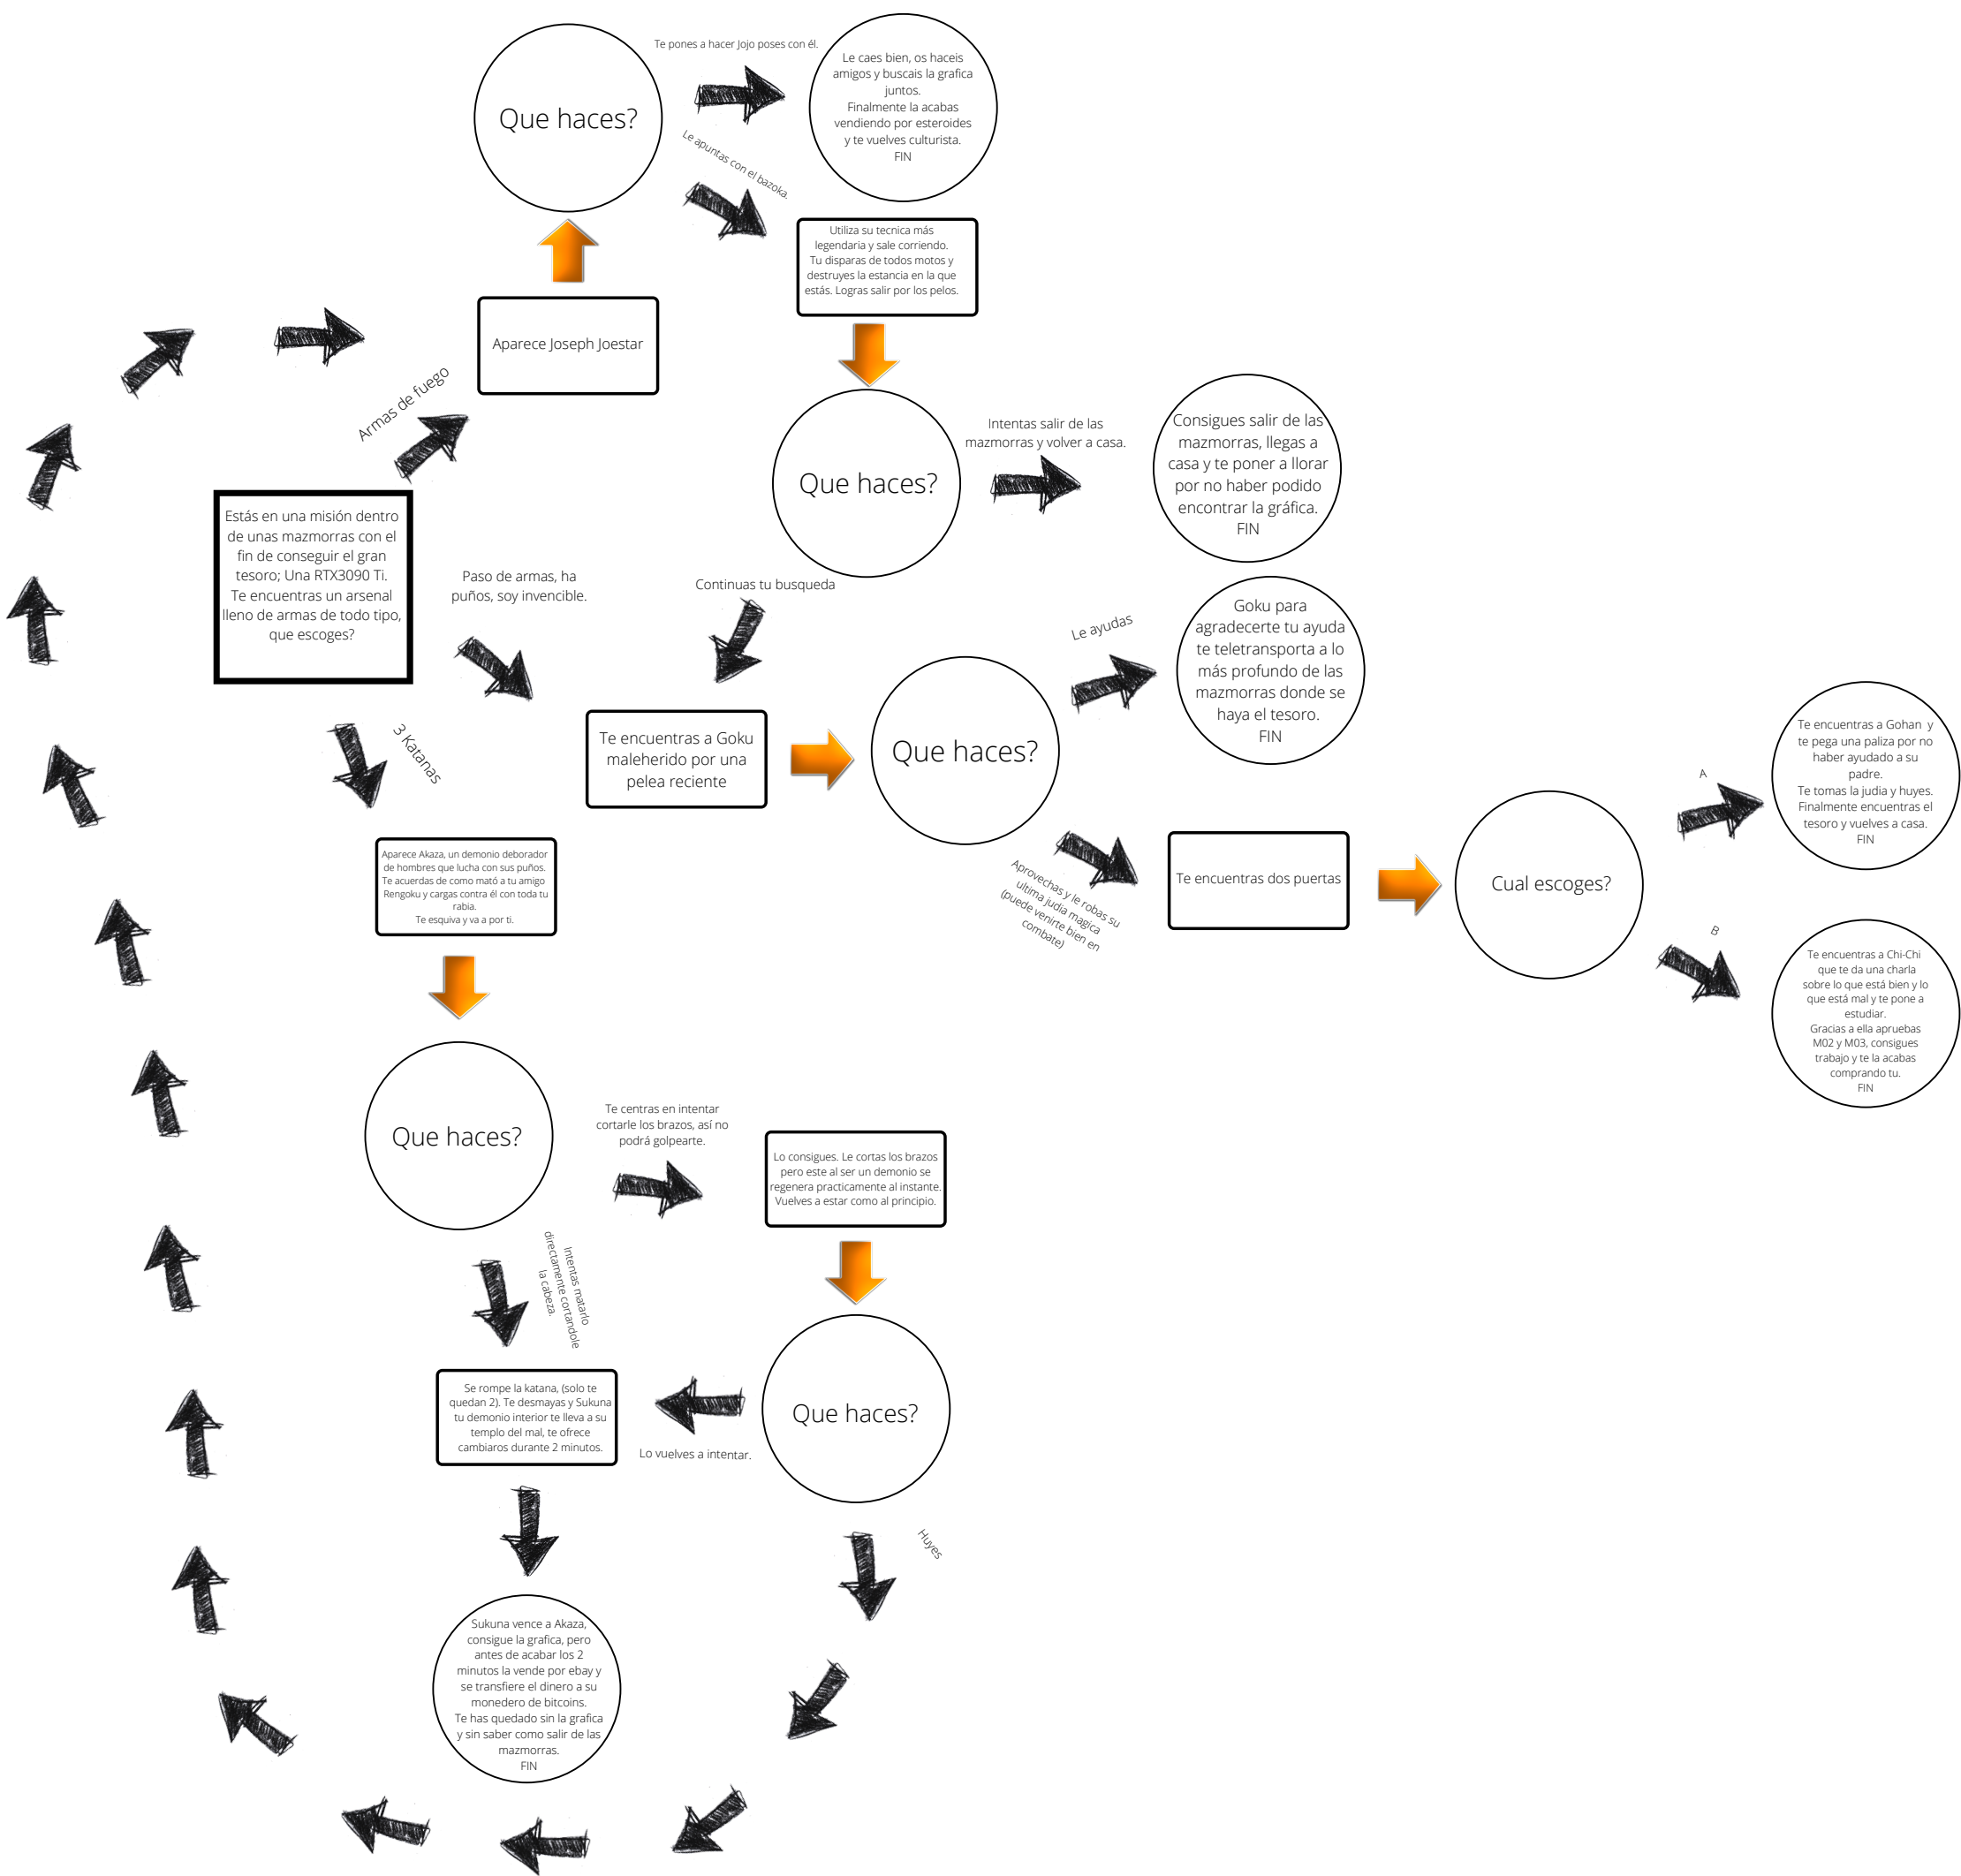 Te pones a hacer Jojo poses con él.
Que haces?
Le caes bien, os haceis
amigos y buscais la grafica
juntos.
Finalmente la acabas
vendiendo por esteroides
y te vuelves culturista.
FIN
Le apuntas con el bazoka.
Utiliza su tecnica más
legendaria y sale corriendo.
Tu disparas de todos motos y
destruyes la estancia en la que
estás. Logras salir por los pelos.
Aparece Joseph Joestar
Armas de fuego
Que haces?
Intentas salir de las
mazmorras y volver a casa.
Consigues salir de las
mazmorras, llegas a
casa y te poner a llorar
por no haber podido
encontrar la gráfica.
FIN
Estás en una misión dentro
de unas mazmorras con el
fin de conseguir el gran
tesoro; Una RTX3090 Ti.
Te encuentras un arsenal
lleno de armas de todo tipo,
que escoges?
Paso de armas, ha
puños, soy invencible.
Continuas tu busqueda
Le ayudas
Goku para
agradecerte tu ayuda
te teletransporta a lo
más profundo de las
mazmorras donde se
haya el tesoro.
FIN
3 Katanas
Te encuentras a Goku
maleherido por una
pelea reciente
Que haces?
Aprovechas y le robas su
ultima judia magica
(puede venirte bien en
combate)
Te encuentras dos puertas
Cual escoges?
A
Te encuentras a Gohan y
te pega una paliza por no
haber ayudado a su
padre.
Te tomas la judia y huyes.
Finalmente encuentras el
tesoro y vuelves a casa.
FIN
B
Te encuentras a Chi-Chi
que te da una charla
sobre lo que está bien y lo
que está mal y te pone a
estudiar.
Gracias a ella apruebas
M02 y M03, consigues
trabajo y te la acabas
comprando tu.
FIN
Aparece Akaza, un demonio deborador
de hombres que lucha con sus puños.
Te acuerdas de como mató a tu amigo
Rengoku y cargas contra él con toda tu
rabia.
Te esquiva y va a por ti.
Que haces?
Te centras en intentar
cortarle los brazos, así no
podrá golpearte.
Lo consigues. Le cortas los brazos
pero este al ser un demonio se
regenera practicamente al instante.
Vuelves a estar como al principio.
Intentas matarlo
directamente cortandole
la cabeza.
Se rompe la katana, (solo te
quedan 2). Te desmayas y Sukuna
tu demonio interior te lleva a su
templo del mal, te ofrece
cambiaros durante 2 minutos.
Lo vuelves a intentar.
Que haces?
Huyes
Sukuna vence a Akaza,
consigue la grafica, pero
antes de acabar los 2
minutos la vende por ebay y
se transfiere el dinero a su
monedero de bitcoins.
Te has quedado sin la grafica
y sin saber como salir de las
mazmorras.
FIN